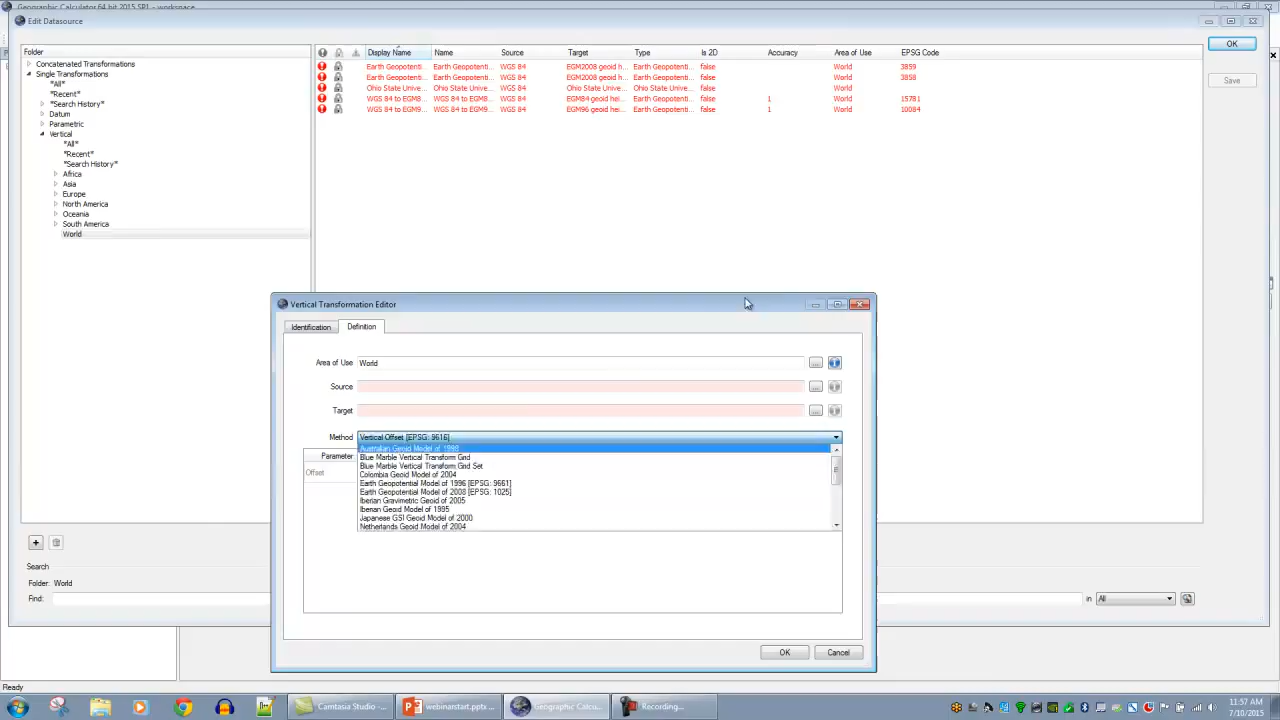 Geographic Calculator 64 bit 2015 SP1 - workspace
Edit Datasource
OK
Save
Folder
Concatenated Transformations
Single Transformations
*All*
*Recent*
*Search History*
Datum
Parametric
Vertical
*All*
*Recent*
*Search History*
Africa
Asia
Europe
North America
Oceania
South America
World
Display Name Name Source Target Type Is 2D Accuracy Area of Use EPSG Code
Earth Geopotenti... Earth Geopotenti... WGS 84 EGM2008 geoid h... Earth Geopotenti... false World 3859
Earth Geopotenti... Earth Geopotenti... WGS 84 EGM2008 geoid h... Earth Geopotenti... false World 3858
Ohio State Unive... Ohio State Unive... WGS 84 Ohio State Unive... Ohio State Unive... false World
WGS 84 to EGM8... WGS 84 to EGM8... WGS 84 EGM84 geoid hei... Earth Geopotenti... false 1 World 15781
WGS 84 to EGM9... WGS 84 to EGM9... WGS 84 EGM96 geoid hei... Earth Geopotenti... false 1 World 10084
Vertical Transformation Editor
Identification Definition
Area of Use World ...
Source ...
Target ...
Method Vertical Offset [EPSG: 9616]
Parameter
Offset
Australian Geoid Model of 1998
Blue Marble Vertical Transform Grid
Blue Marble Vertical Transform Grid Set
Colombia Geoid Model of 2004
Earth Geopotential Model of 1996 [EPSG: 9661]
Earth Geopotential Model of 2008 [EPSG: 1025]
Iberian Gravimetric Geoid of 2005
Iberian Geoid Model of 1995
Japanese GSI Geoid Model of 2000
Netherlands Geoid Model of 2004
OK Cancel
Search
Folder: World
Find: in All
Ready
Camtasia Studio -... webinarstart.pptx ... Geographic Calcu... Recording...
11:57 AM
7/10/2015